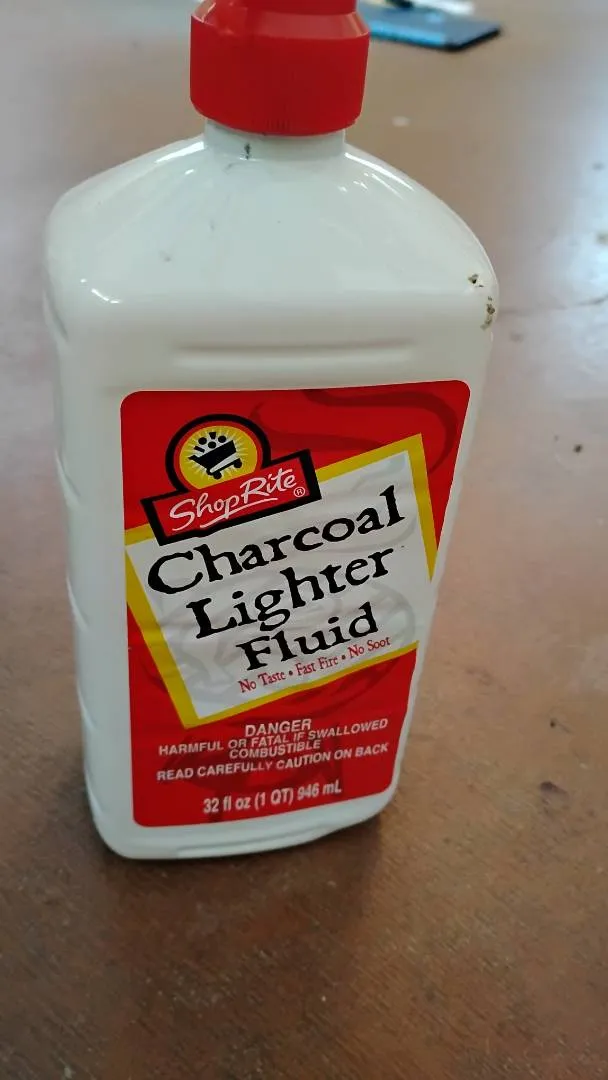 ShopRite®
Charcoal
Lighter
Fluid
No Taste • Fast Fire • No Soot
DANGER
HARMFUL OR FATAL IF SWALLOWED
COMBUSTIBLE
READ CAREFULLY CAUTION ON BACK
32 fl oz (1 QT) 946 mL